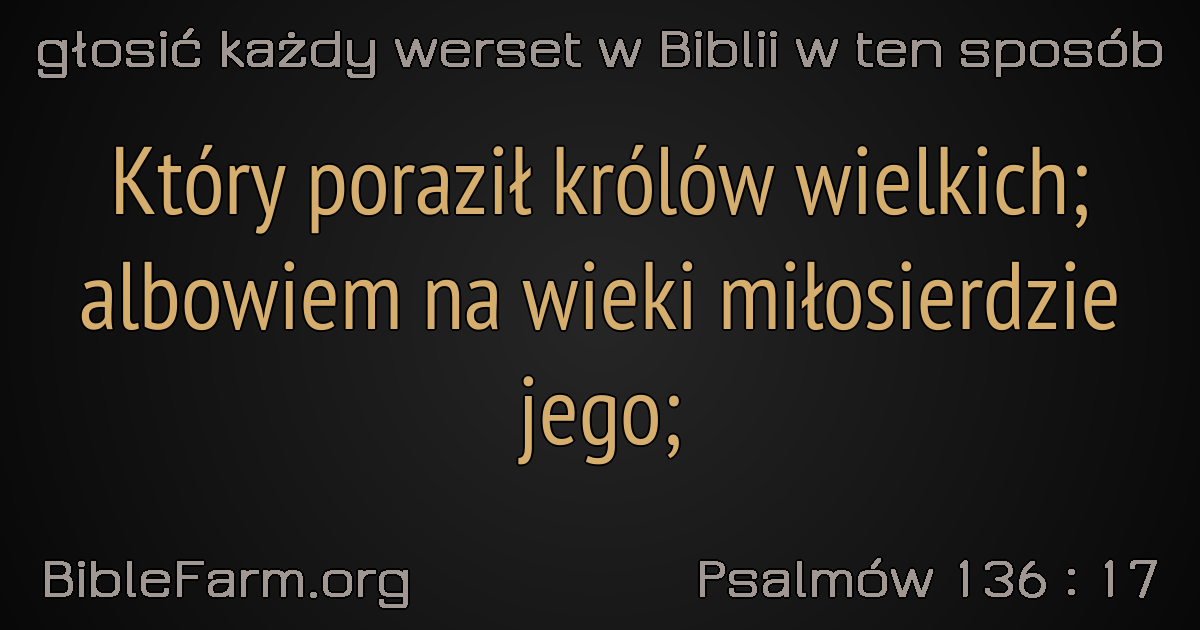 głosić każdy werset w Biblii w ten sposób
Który poraził królów wielkich;
albowiem na wieki miłosierdzie
jego;
BibleFarm.org
Psalmów 136 : 17